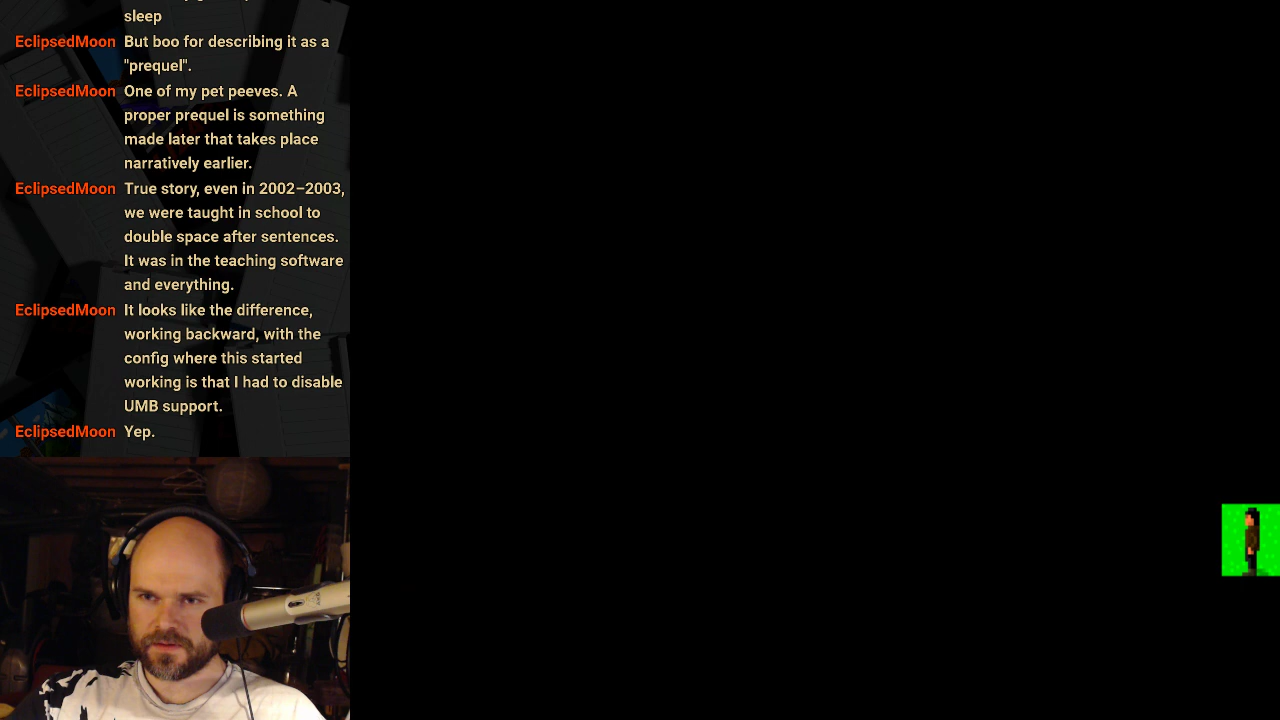 sleep
EclipsedMoon But boo for describing it as a
"prequel".
EclipsedMoon One of my pet peeves. A
proper prequel is something
made later that takes place
narratively earlier.
EclipsedMoon True story, even in 2002–2003,
we were taught in school to
double space after sentences.
It was in the teaching software
and everything.
EclipsedMoon It looks like the difference,
working backward, with the
config where this started
working is that I had to disable
UMB support.
EclipsedMoon Yep.